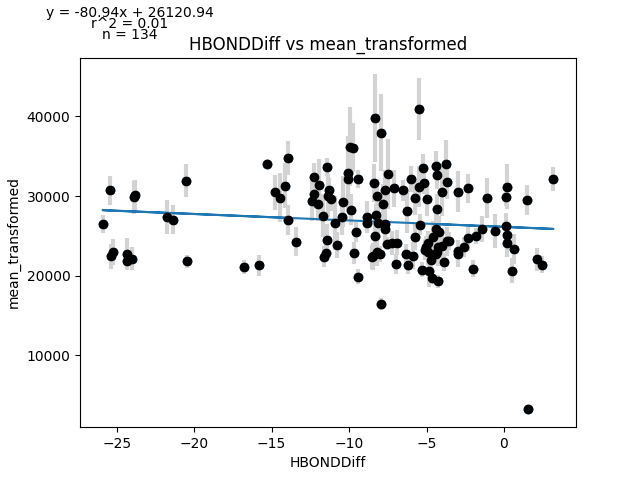 y = -80.94x + 26120.94
r^2 = 0.01
n = 134
HBONDDiff vs mean_transformed
40000
30000
20000
10000
mean_transformed
−25 −20 −15 −10 −5 0
HBONDDiff